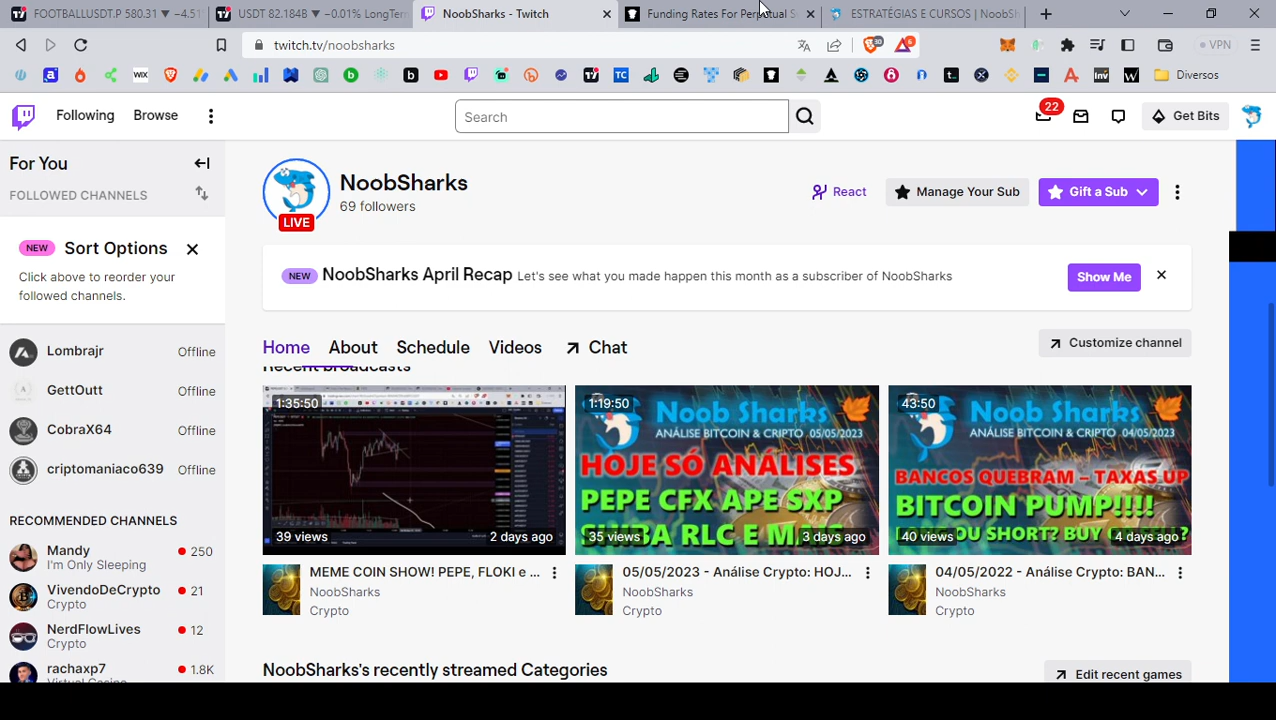 FOOTBALLUSDT.P 580.31 ▼ −4.51
USDT 82.184B ▼ −0.01% LongTerm
NoobSharks - Twitch
Funding Rates For Perpetual S
ESTRATÉGIAS E CURSOS | NoobSh
twitch.tv/noobsharks
VPN
WIX
TC
Inv
W
Diversos
Following
Browse
Search
22
Get Bits
For You
FOLLOWED CHANNELS
NEW Sort Options
Click above to reorder your
followed channels.
Lombrajr Offline
GettOutt Offline
CobraX64 Offline
criptomaniaco639 Offline
RECOMMENDED CHANNELS
Mandy 250
I'm Only Sleeping
VivendoDeCrypto 21
Crypto
NerdFlowLives 12
Crypto
rachaxp7 1.8K
Virtual Casino
NoobSharks
69 followers
LIVE
React
Manage Your Sub
Gift a Sub
NEW NoobSharks April Recap Let's see what you made happen this month as a subscriber of NoobSharks
Show Me
Home About Schedule Videos Chat
Customize channel
Recent broadcasts
1:35:50
39 views 2 days ago
MEME COIN SHOW! PEPE, FLOKI e ...
NoobSharks
Crypto
1:19:50
Noob Sharks
ANÁLISE BITCOIN & CRIPTO 05/05/2023
HOJE SÓ ANALISES
PEPE CFX APE SXP
35 views 3 days ago
05/05/2023 - Análise Crypto: HOJ...
NoobSharks
Crypto
43:50
Noob Sharks
ANÁLISE BITCOIN & CRIPTO 04/05/2023
BANCOS QUEBRAM – TAXAS UP
BITCOIN PUMP!!!!
40 views 4 days ago
04/05/2022 - Análise Crypto: BAN...
NoobSharks
Crypto
NoobSharks's recently streamed Categories
Edit recent games